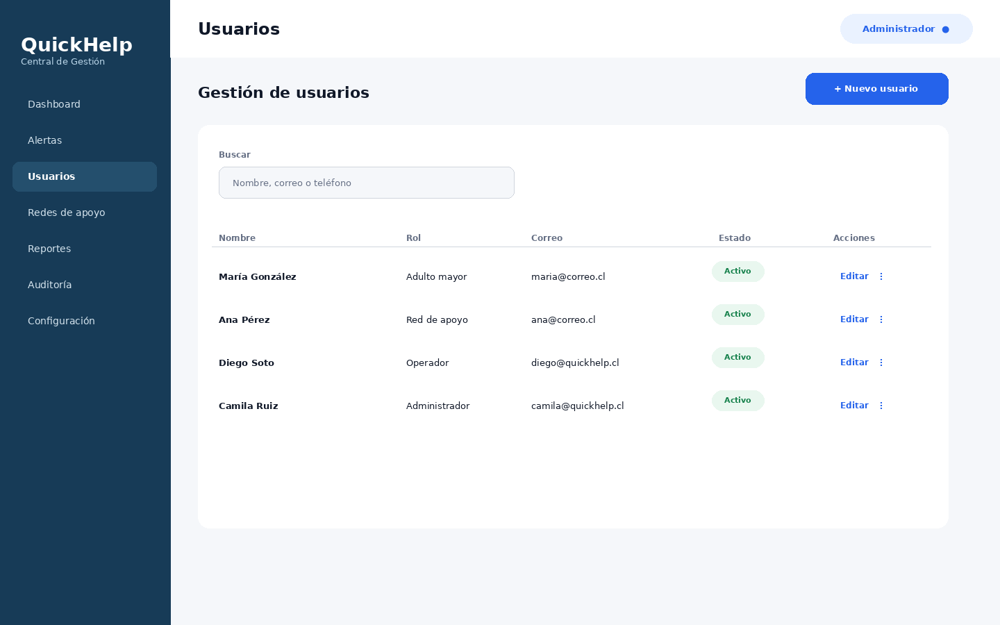 QuickHelp
Central de Gestión
Dashboard
Alertas
Usuarios
Redes de apoyo
Reportes
Auditoría
Configuración
Usuarios
Administrador ●
Gestión de usuarios
+ Nuevo usuario
Buscar
Nombre, correo o teléfono
Nombre Rol Correo Estado Acciones
María González Adulto mayor maria@correo.cl Activo Editar ⋮
Ana Pérez Red de apoyo ana@correo.cl Activo Editar ⋮
Diego Soto Operador diego@quickhelp.cl Activo Editar ⋮
Camila Ruiz Administrador camila@quickhelp.cl Activo Editar ⋮